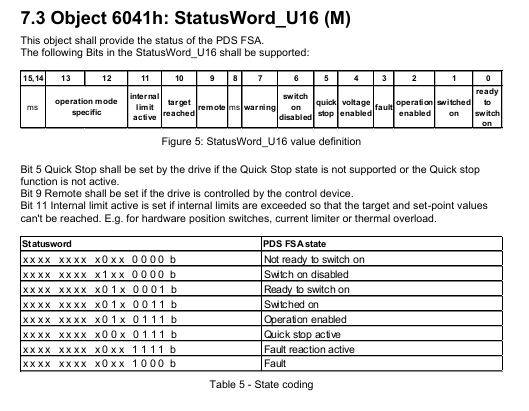 7.3 Object 6041h: StatusWord_U16 (M)
This object shall provide the status of the PDS FSA.
The following Bits in the StatusWord_U16 shall be supported:
15,14 13 12 11 10 9 8 7 6 5 4 3 2 1 0
ms operation mode specific internal limit active target reached remote ms warning switch on disabled quick stop voltage enabled fault operation enabled switched on ready to switch on
Figure 5: StatusWord_U16 value definition
Bit 5 Quick Stop shall be set by the drive if the Quick Stop state is not supported or the Quick stop
function is not active.
Bit 9 Remote shall be set if the drive is controlled by the control device.
Bit 11 Internal limit active is set if internal limits are exceeded so that the target and set-point values
can't be reached. E.g. for hardware position switches, current limiter or thermal overload.
Statusword PDS FSA state
xxxx xxxx x0xx 0000 b Not ready to switch on
xxxx xxxx x1xx 0000 b Switch on disabled
xxxx xxxx x01x 0001 b Ready to switch on
xxxx xxxx x01x 0011 b Switched on
xxxx xxxx x01x 0111 b Operation enabled
xxxx xxxx x00x 0111 b Quick stop active
xxxx xxxx x0xx 1111 b Fault reaction active
xxxx xxxx x0xx 1000 b Fault
Table 5 - State coding